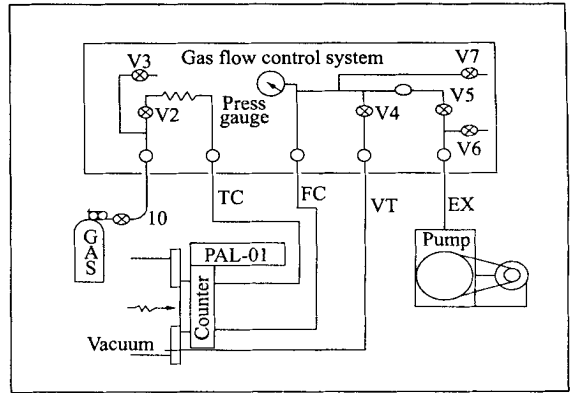 Gas flow control system
V3
V7
V2
Press
gauge
V4
V5
V6
TC
FC
VT
EX
10
GAS
PAL-01
Counter
Pump
Vacuum